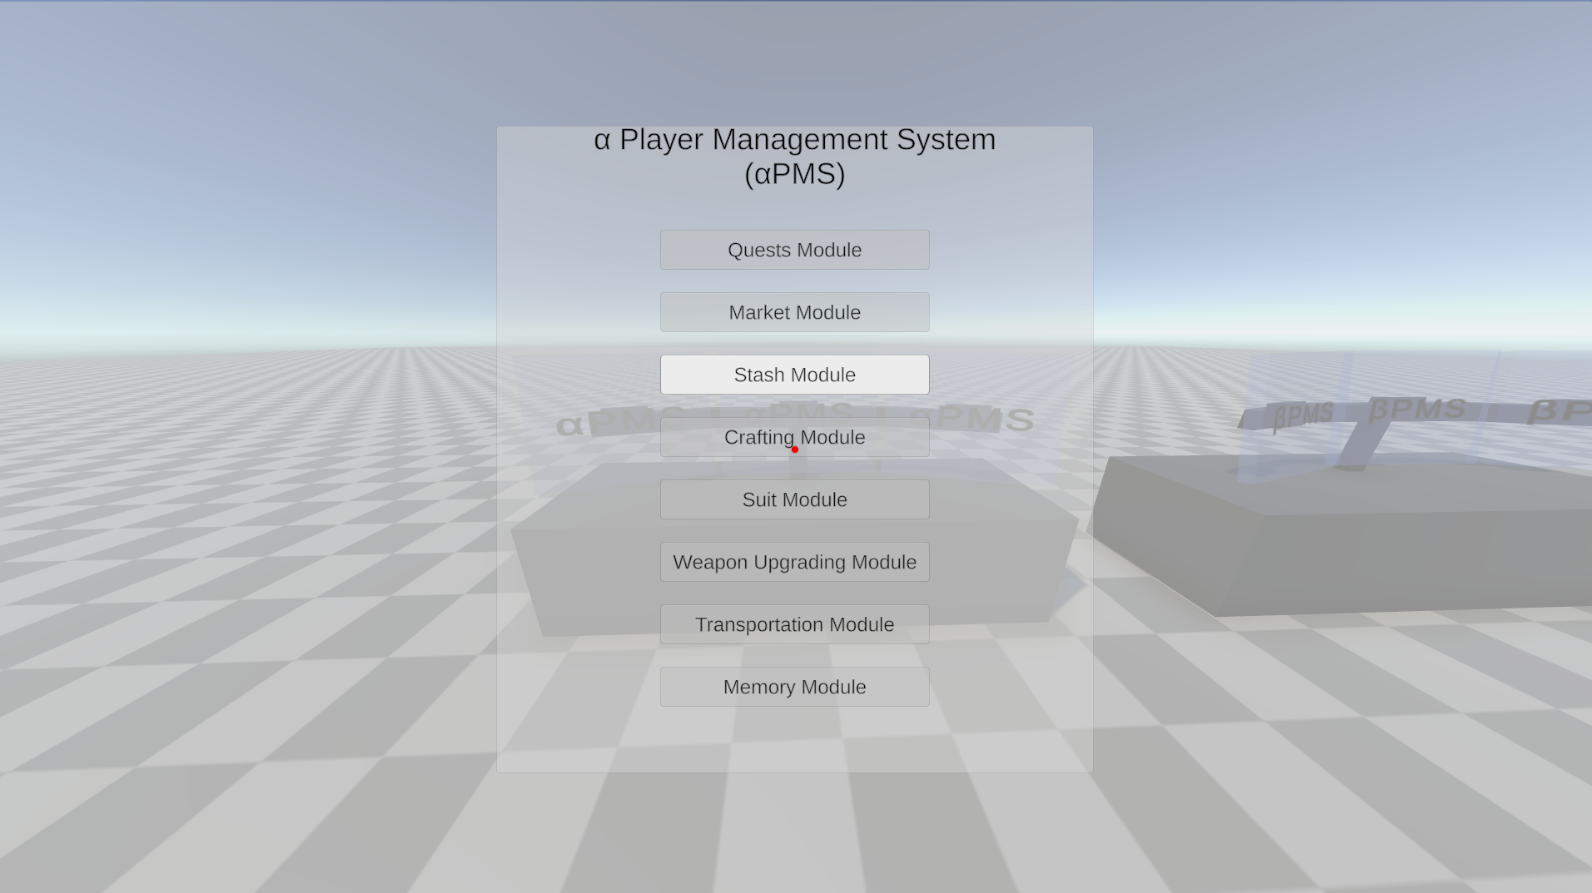 α Player Management System
(αPMS)
Quests Module
Market Module
Stash Module
αPMS αPMS αPMS
βPMS βPMS
Crafting Module
Suit Module
Weapon Upgrading Module
Transportation Module
Memory Module